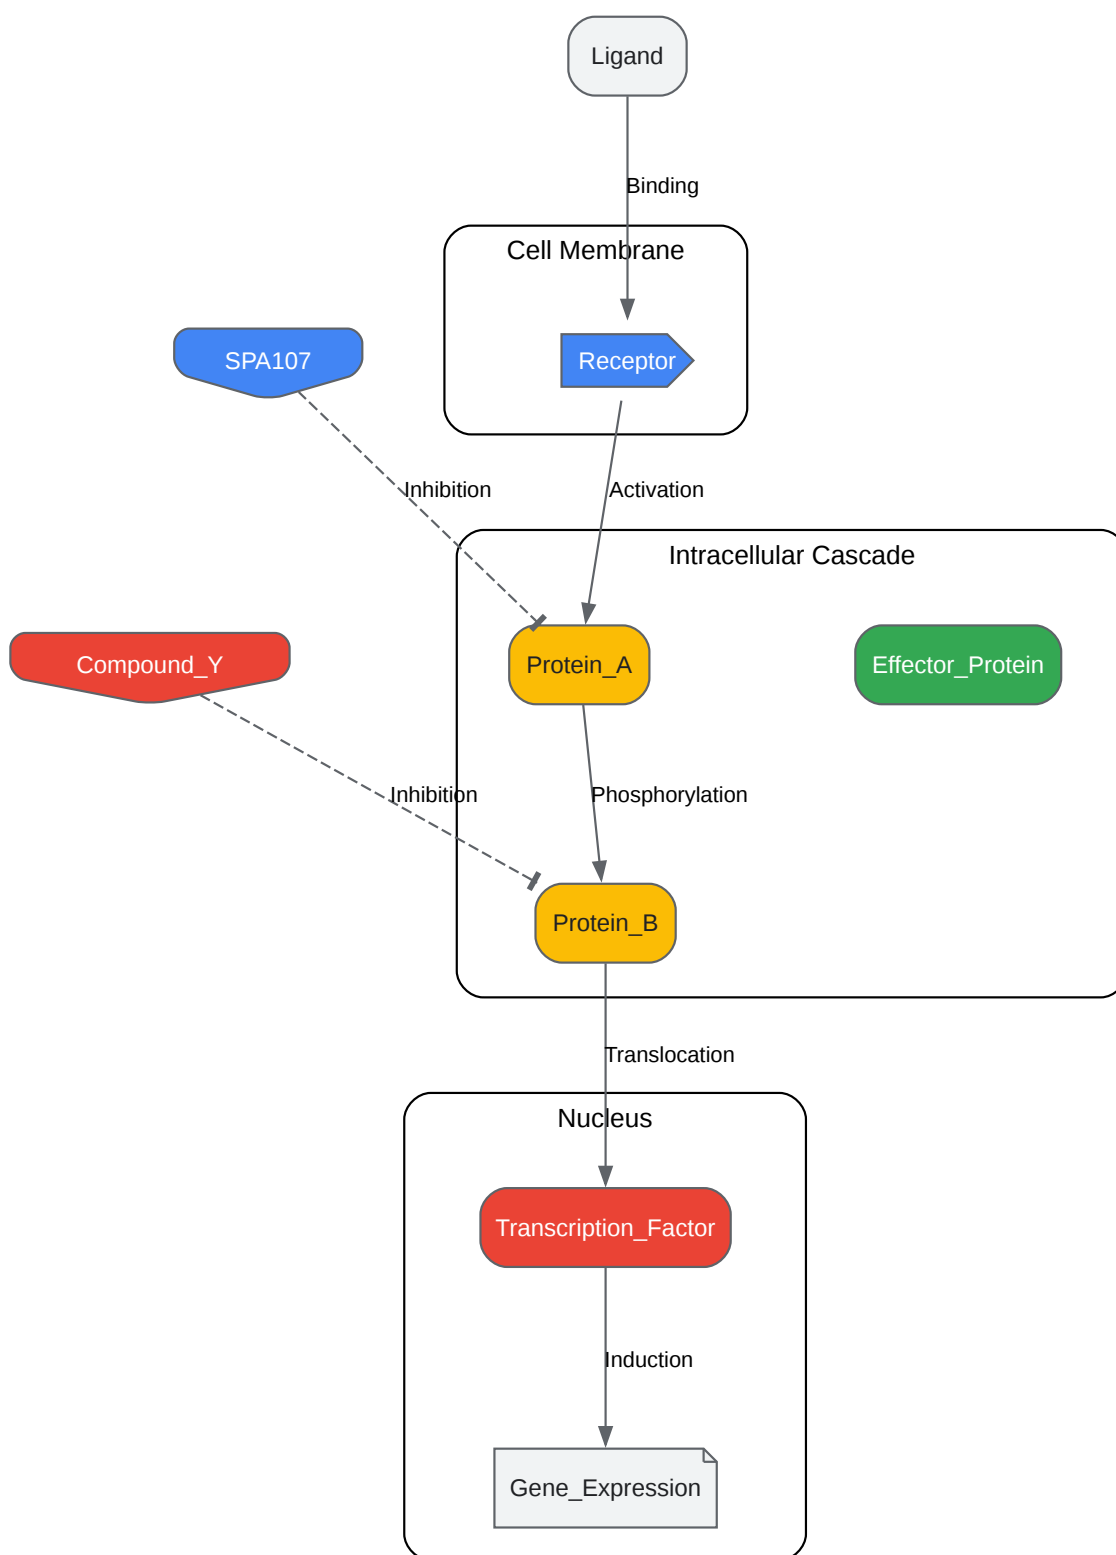 Ligand
Binding
Cell Membrane
SPA107
Receptor
Inhibition
Activation
Intracellular Cascade
Compound_Y
Protein_A
Effector_Protein
Inhibition
Phosphorylation
Protein_B
Translocation
Nucleus
Transcription_Factor
Induction
Gene_Expression